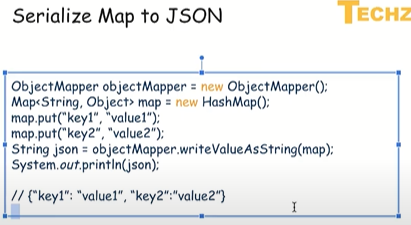 Serialize Map to JSON
TECHZ
ObjectMapper objectMapper = new ObjectMapper();
Map<String, Object> map = new HashMap();
map.put("key1", "value1");
map.put("key2", "value2");
String json = objectMapper.writeValueAsString(map);
System.out.println(json);
// {"key1": "value1", "key2":"value2"}